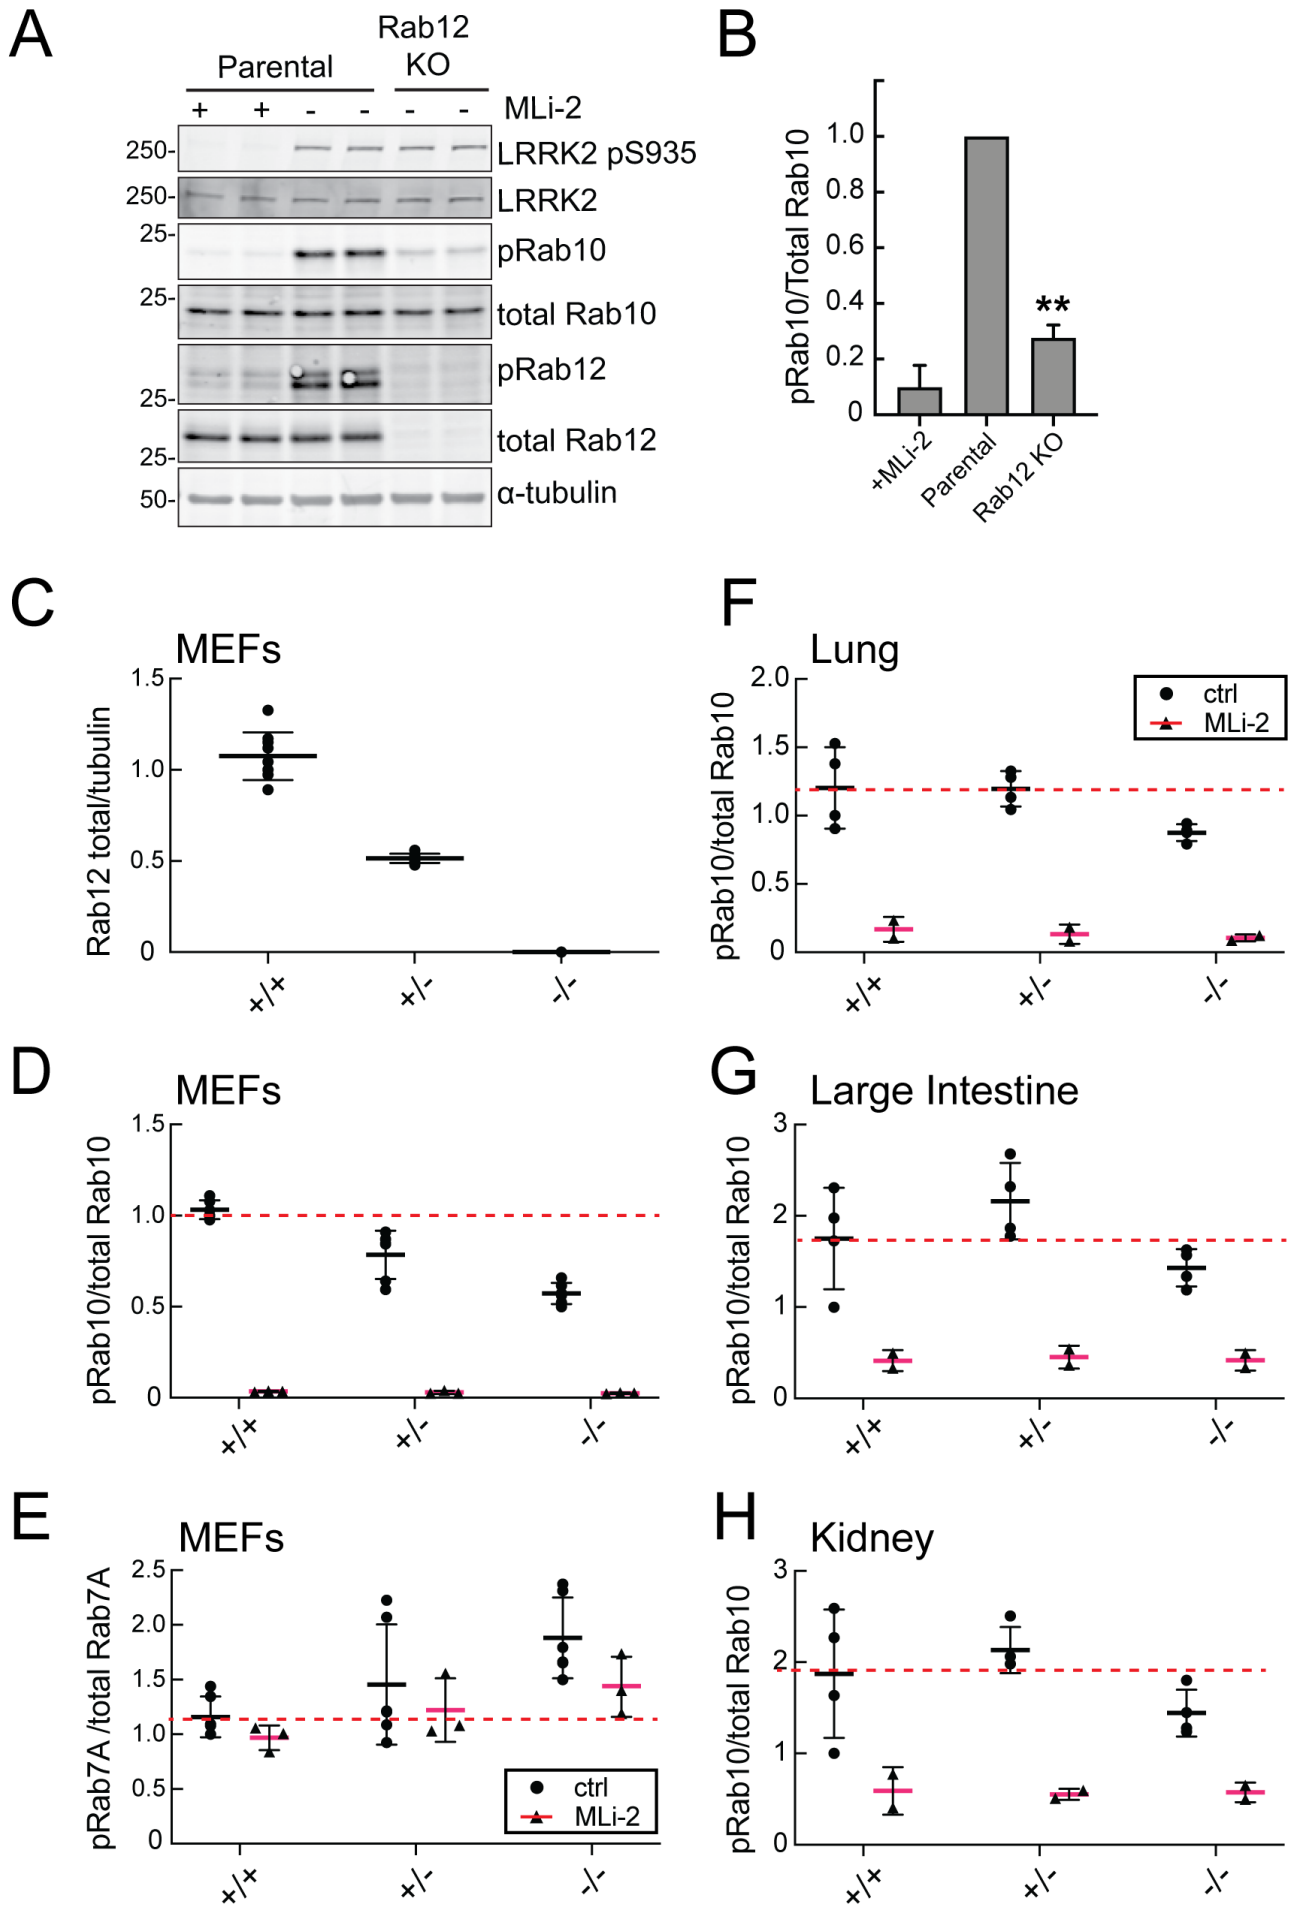 A
Rab12
Parental KO
+ + - - - - MLi-2
250- LRRK2 pS935
250- LRRK2
25- pRab10
25- total Rab10
25- pRab12
25- total Rab12
50- α-tubulin
B
pRab10/Total Rab10
1.0
0.8
0.6
0.4
0.2
0
**
+MLi-2
Parental
Rab12 KO
C
MEFs
Rab12 total/tubulin
1.5
1.0
0.5
0
+/+
+/-
-/-
D
MEFs
pRab10/total Rab10
1.5
1.0
0.5
0
+/+
+/-
-/-
E
MEFs
pRab7A /total Rab7A
2.5
2.0
1.5
1.0
0.5
0
ctrl
MLi-2
+/+
+/-
-/-
F
Lung
pRab10/total Rab10
2.0
1.5
1.0
0.5
0
ctrl
MLi-2
+/+
+/-
-/-
G
Large Intestine
pRab10/total Rab10
3
2
1
0
+/+
+/-
-/-
H
Kidney
pRab10/total Rab10
3
2
1
0
+/+
+/-
-/-